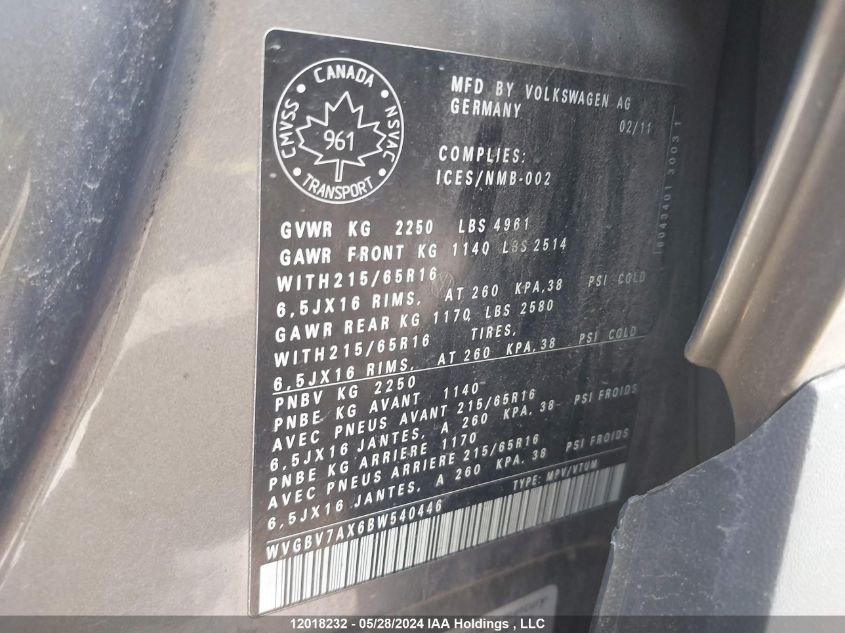 CANADA
CMVSS
NSVAC
961
TRANSPORT
MFD BY VOLKSWAGEN AG
GERMANY
02/11
COMPLIES:
ICES/NMB-002
GVWR KG 2250 LBS 4961
GAWR FRONT KG 1140 LBS 2514
WITH215/65R16
6,5JX16 RIMS, AT 260 KPA,38 PSI COLD
GAWR REAR KG 1170 LBS 2580
WITH215/65R16 TIRES,
6,5JX16 RIMS, AT 260 KPA,38 PSI COLD
PNBV KG 2250
PNBE KG AVANT 1140
AVEC PNEUS AVANT 215/65R16
6,5JX16 JANTES, A 260 KPA, 38 PSI FROIDS
PNBE KG ARRIERE 1170
AVEC PNEUS ARRIERE 215/65R16
6,5JX16 JANTES, A 260 KPA, 38 PSI FROIDS
TYPE: MPV/VTUM
WVGBV7AX6BW540446
12018232 - 05/28/2024 IAA Holdings , LLC